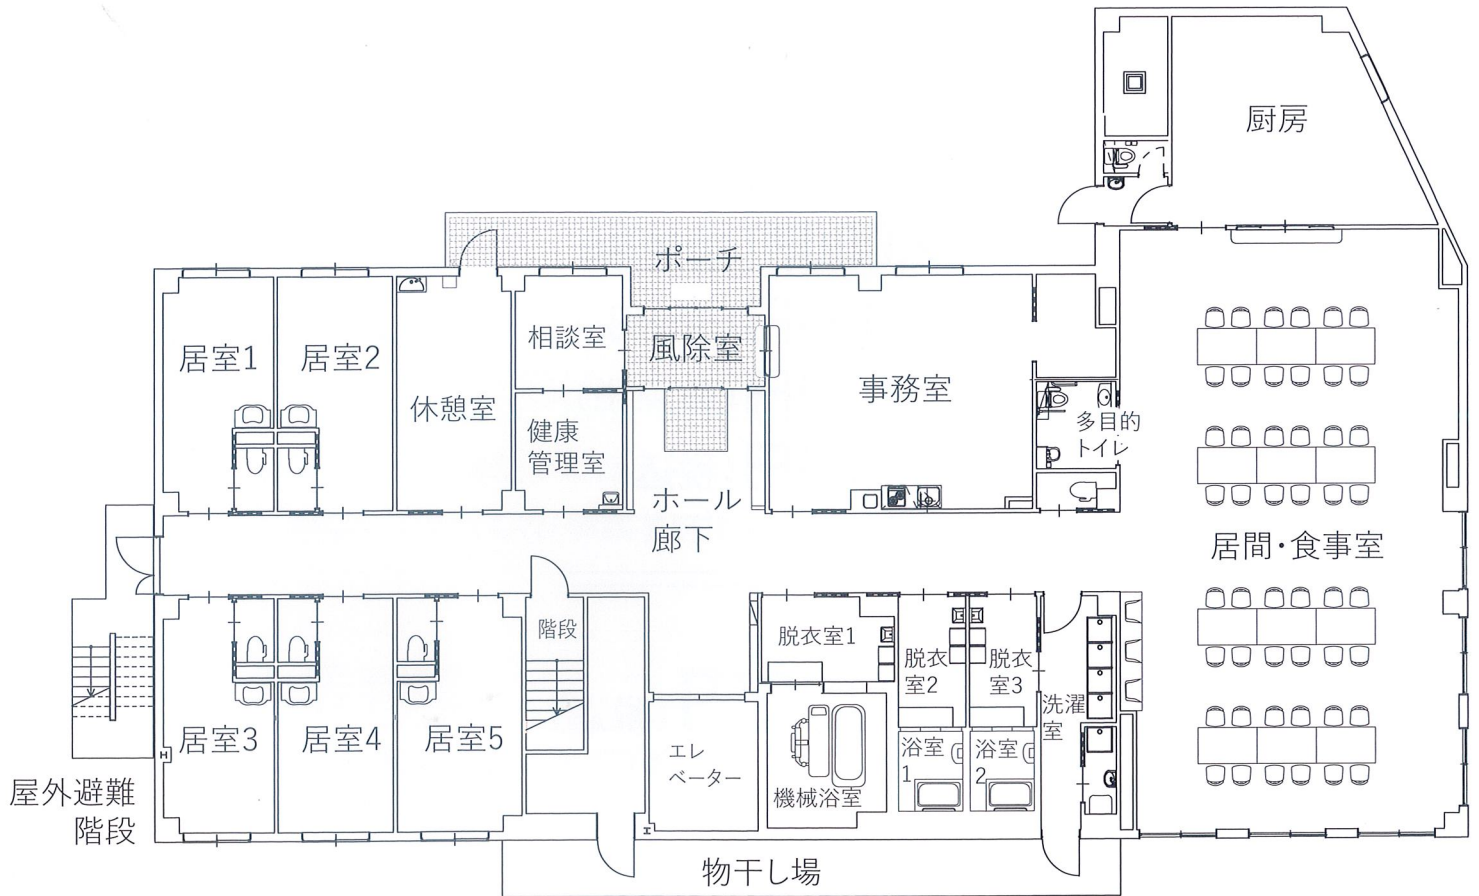 厨房
ポーチ
居室1
居室2
休憩室
相談室
風除室
健康
管理室
事務室
多目的
トイレ
ホール
廊下
居間・食事室
階段
脱衣室1
脱衣
室2
脱衣
室3
洗濯
室
居室3
居室4
居室5
エレ
ベーター
機械浴室
浴室
1
浴室
2
屋外避難
階段
物干し場